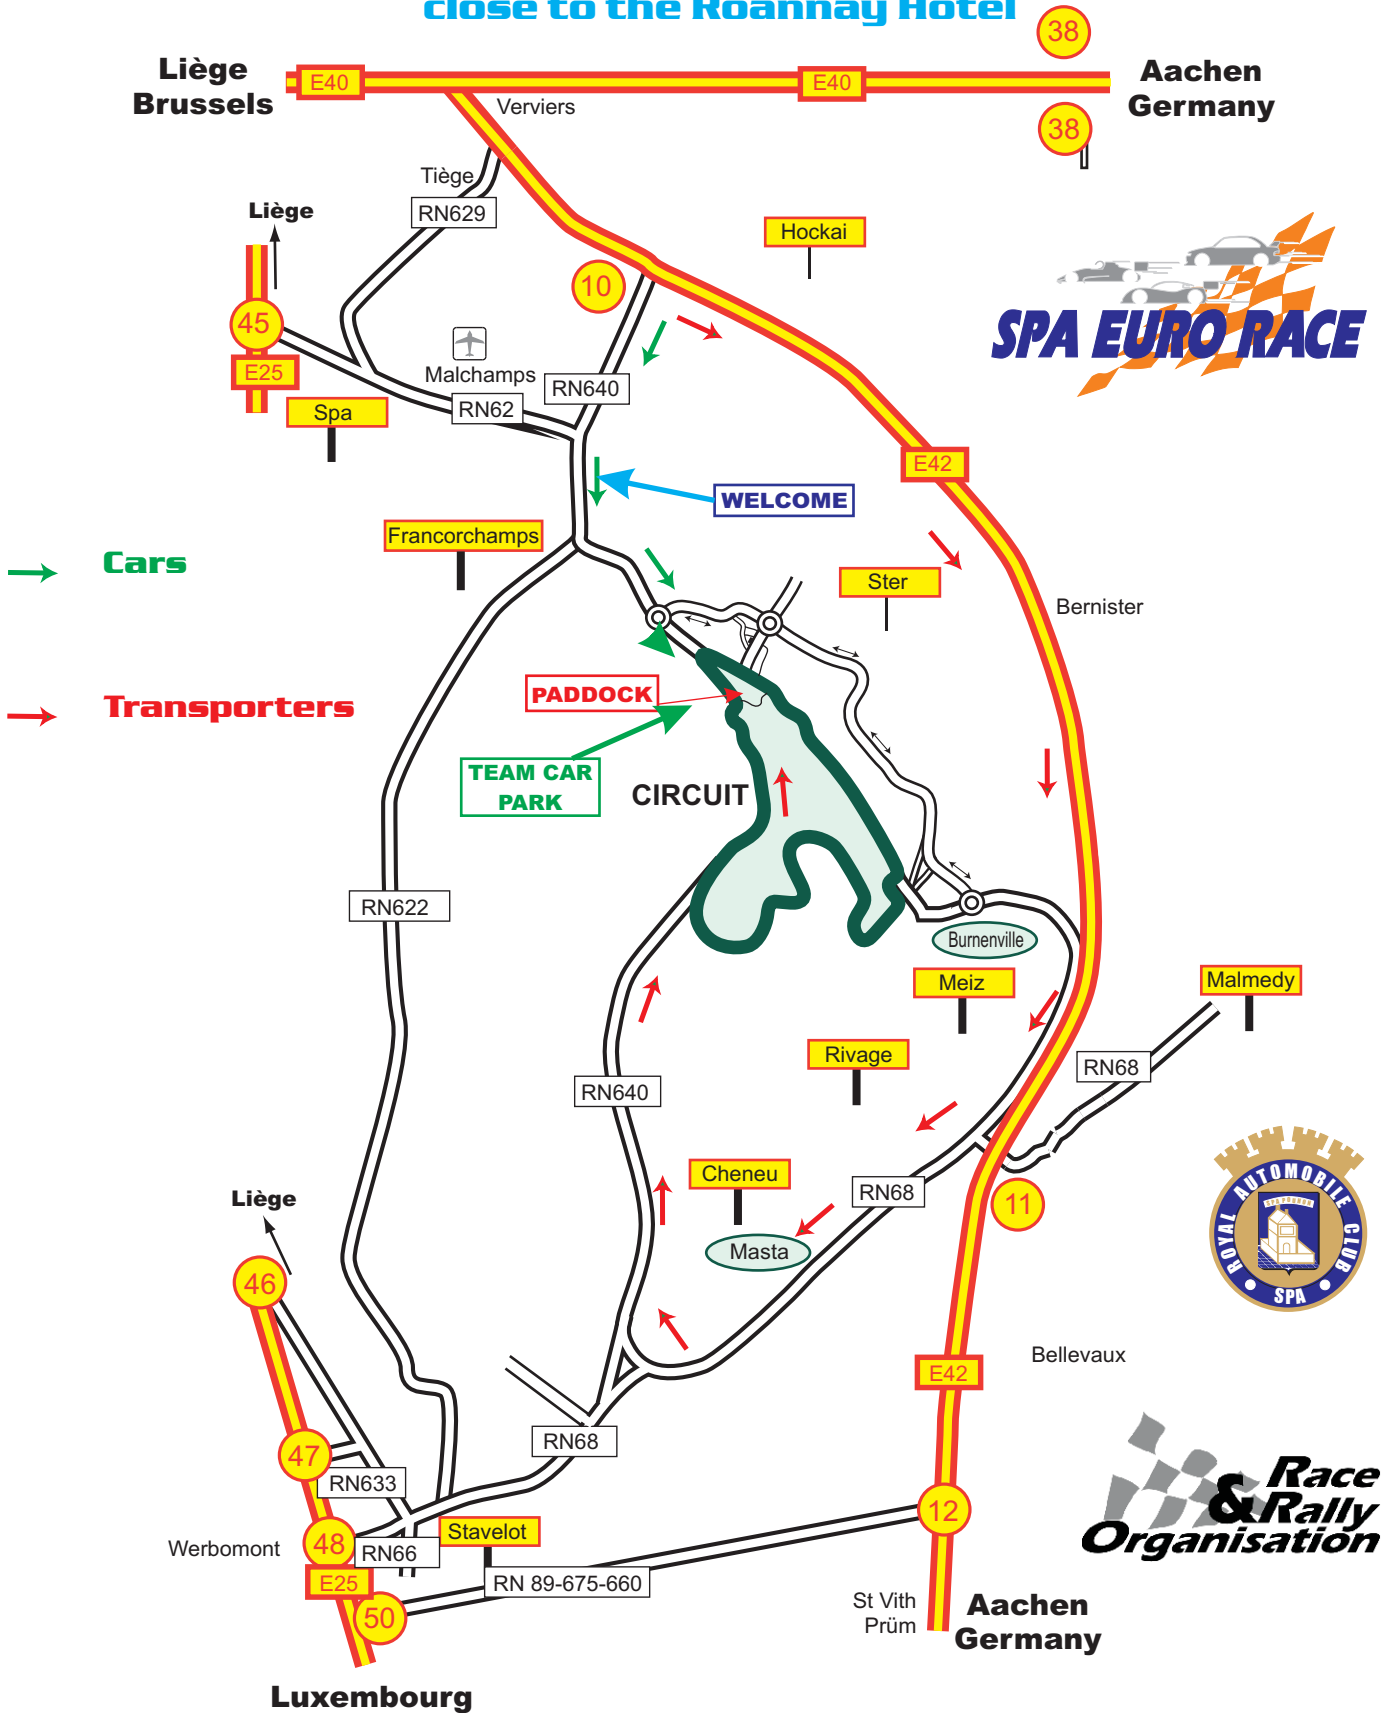 close to the Roannay Hotel
38
Liège
Brussels
E40
E40
Aachen
Germany
Verviers
38
Tiège
RN629
Liège
Hockai
10
45
SPA EURO RACE
E25
Malchamps
RN640
Spa
RN62
E42
WELCOME
Francorchamps
Cars
Ster
Bernister
PADDOCK
Transporters
TEAM CAR
PARK
CIRCUIT
RN622
Burnenville
Meiz
Malmedy
Rivage
RN68
RN640
Cheneu
RN68
11
Liège
Masta
ROYAL AUTOMOBILE CLUB
SPA
46
Bellevaux
E42
RN68
47
RN633
Race
& Rally
Organisation
12
Stavelot
Werbomont
48
RN66
E25
RN 89-675-660
50
St Vith
Prüm
Aachen
Germany
Luxembourg